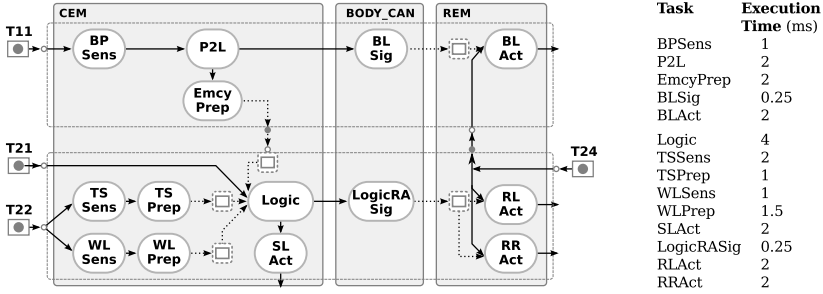 CEM
BODY_CAN
REM
T11
BP
Sens
P2L
BL
Sig
BL
Act
Emcy
Prep
T21
T24
TS
Sens
TS
Prep
Logic
LogicRA
Sig
RL
Act
T22
WL
Sens
WL
Prep
SL
Act
RR
Act
Task Execution
Time (ms)
BPSens 1
P2L 2
EmcyPrep 2
BLSig 0.25
BLAct 2
Logic 4
TSSens 2
TSPrep 1
WLSens 1
WLPrep 1.5
SLAct 2
LogicRASig 0.25
RLAct 2
RRAct 2